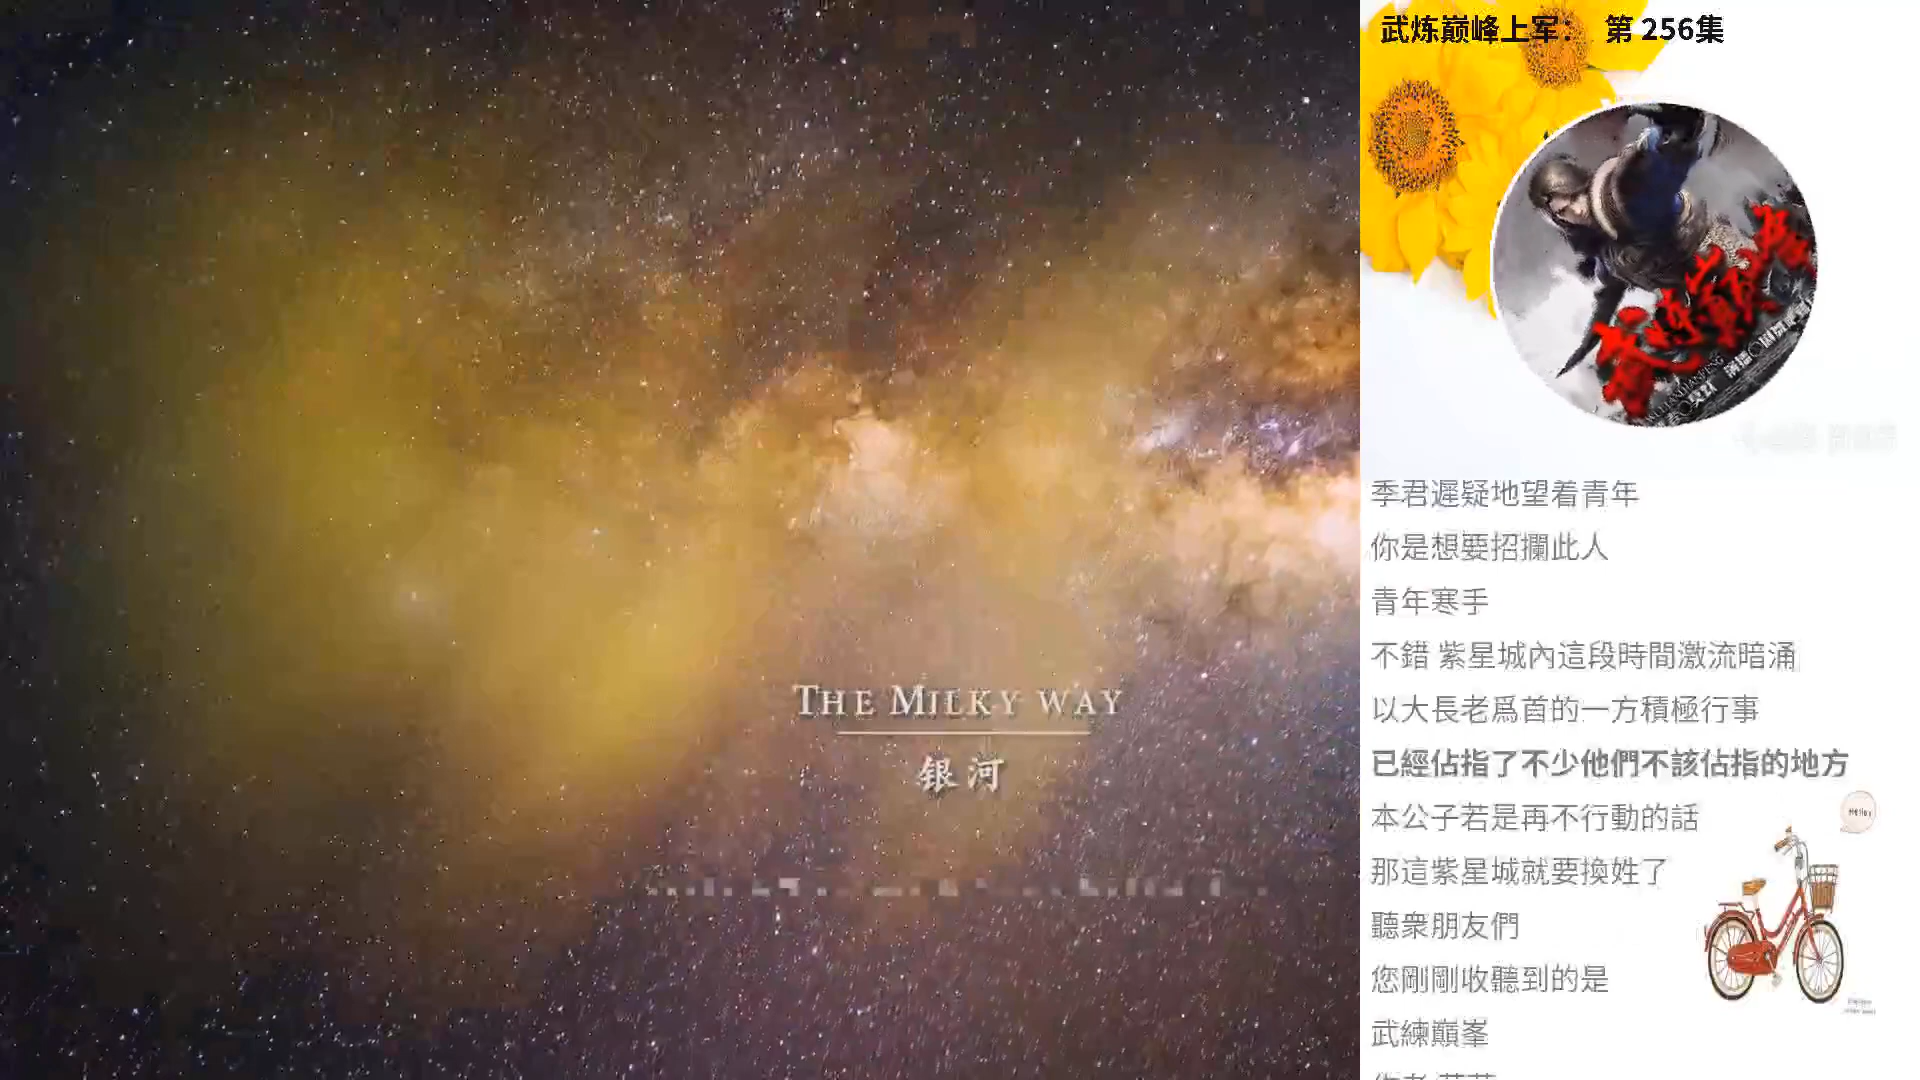 武炼巅峰上军： 第 256集
THE MILKY WAY
银河
季君遲疑地望着青年
你是想要招攔此人
青年寒手
不錯 紫星城內這段時間激流暗涌
以大長老爲首的一方積極行事
已經佔指了不少他們不該佔指的地方
本公子若是再不行動的話
那這紫星城就要換姓了
聽衆朋友們
您剛剛收聽到的是
武練巔峯
Hello